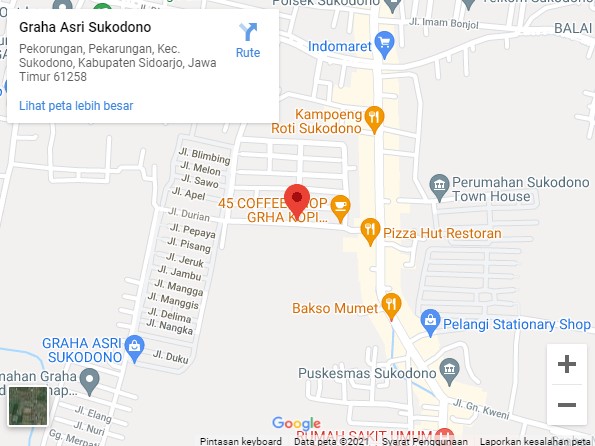 Graha Asri Sukodono
Pekorungan, Pekarungan, Kec.
Sukodono, Kabupaten Sidoarjo, Jawa
Timur 61258
Lihat peta lebih besar
Rute
Polsek Sukodono
Jl. Imam Bonjol
BALAI
Indomaret
Kampoeng
Roti Sukodono
Jl. Blimbing
Jl. Melon
Jl. Sawo
Jl. Apel
Jl. Durian
Jl. Pepaya
Jl. Pisang
Jl. Jeruk
Jl. Jambu
Jl. Mangga
Jl. Manggis
Jl. Delima
Jl. Nangka
Jl. Duku
45 COFFEE SHOP
GRHA KOPI...
Perumahan Sukodono
Town House
Pizza Hut Restoran
Bakso Mumet
Pelangi Stationary Shop
GRAHA ASRI
SUKODONO
Puskesmas Sukodono
Jl. Elang
Jl. Nuri
Gg. Merpati
Jl. Gn. Kweni
RUMAH SAKIT UMUM
Google
Pintasan keyboard
Data peta ©2021
Syarat Penggunaan
Laporkan kesalahan peta